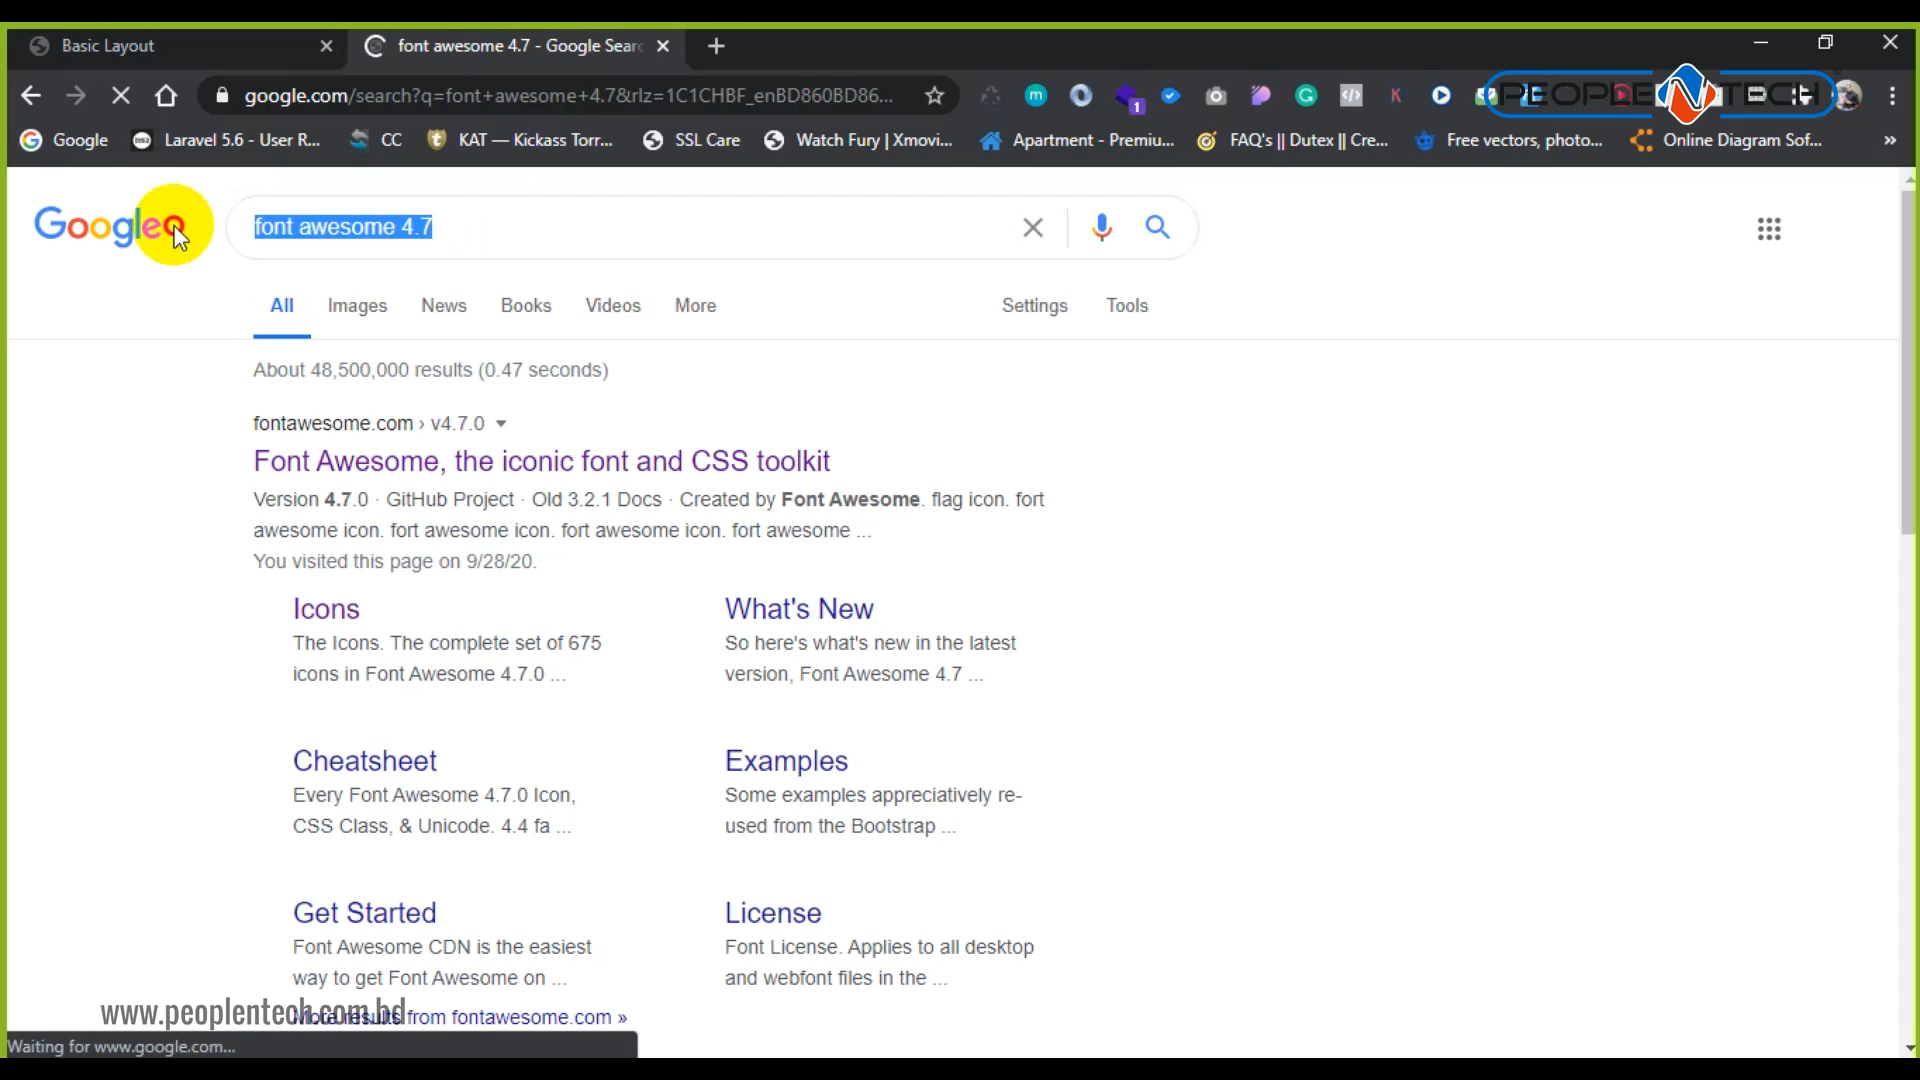 Basic Layout
font awesome 4.7 - Google Sear
google.com/search?q=font+awesome+4.7&rlz=1C1CHBF_enBD860BD86...
PEOPLE N TECH
Google
Laravel 5.6 - User R...
CC
KAT — Kickass Torr...
SSL Care
Watch Fury | Xmovi...
Apartment - Premiu...
FAQ's || Dutex || Cre...
Free vectors, photo...
Online Diagram Sof...
»
Google
font awesome 4.7
All
Images
News
Books
Videos
More
Settings
Tools
About 48,500,000 results (0.47 seconds)
fontawesome.com › v4.7.0
Font Awesome, the iconic font and CSS toolkit
Version 4.7.0 · GitHub Project · Old 3.2.1 Docs · Created by Font Awesome. flag icon. fort
awesome icon. fort awesome icon. fort awesome icon. fort awesome ...
You visited this page on 9/28/20.
Icons
The Icons. The complete set of 675
icons in Font Awesome 4.7.0 ...
What's New
So here's what's new in the latest
version, Font Awesome 4.7 ...
Cheatsheet
Every Font Awesome 4.7.0 Icon,
CSS Class, & Unicode. 4.4 fa ...
Examples
Some examples appreciatively re-
used from the Bootstrap ...
Get Started
Font Awesome CDN is the easiest
way to get Font Awesome on ...
License
Font License. Applies to all desktop
and webfont files in the ...
www.peoplentech.com.bd
More results from fontawesome.com »
Waiting for www.google.com...